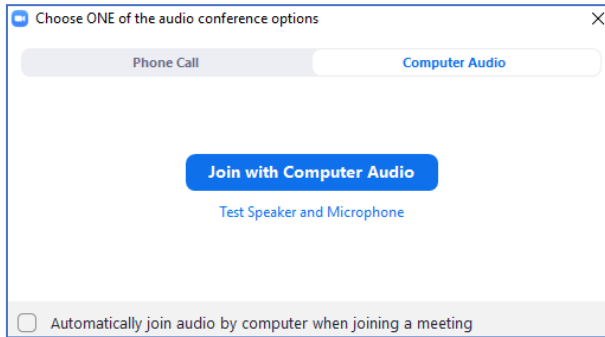 Choose ONE of the audio conference options
Phone Call
Computer Audio
Join with Computer Audio
Test Speaker and Microphone
Automatically join audio by computer when joining a meeting